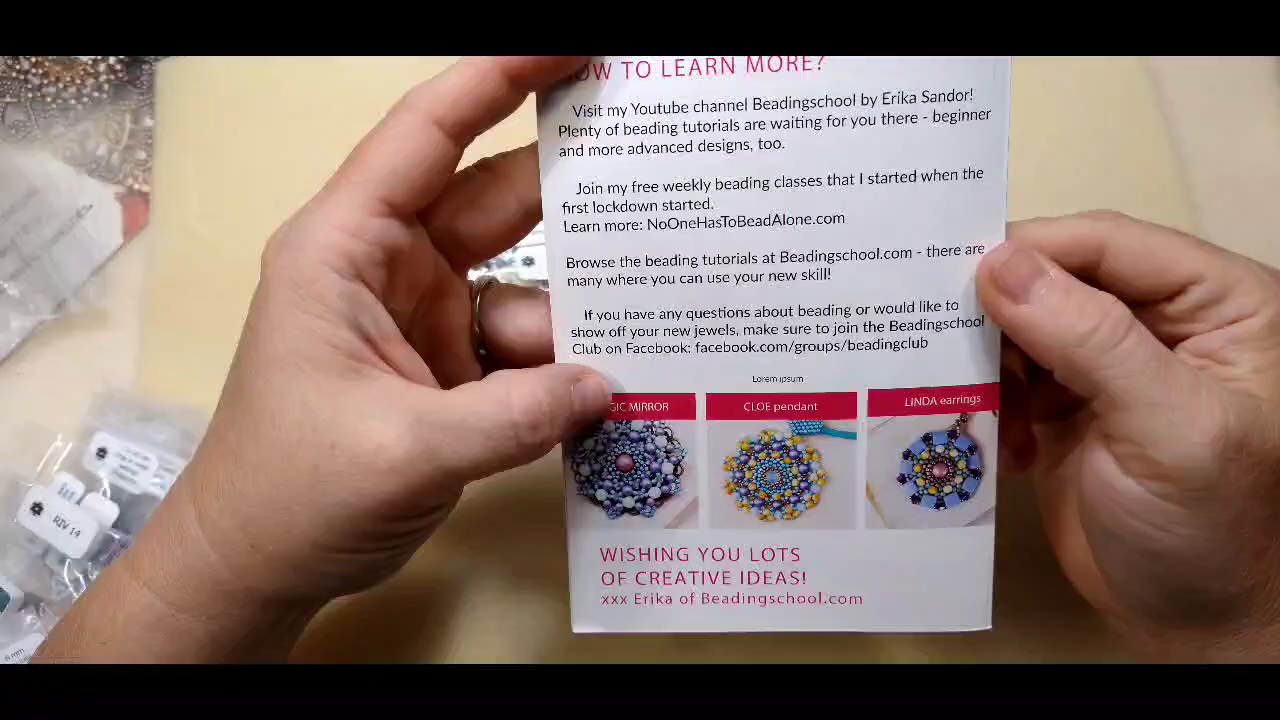 OW TO LEARN MORE?
Visit my Youtube channel Beadingschool by Erika Sandor!
Plenty of beading tutorials are waiting for you there - beginner
and more advanced designs, too.
Join my free weekly beading classes that I started when the
first lockdown started.
Learn more: NoOneHasToBeadAlone.com
Browse the beading tutorials at Beadingschool.com - there are
many where you can use your new skill!
If you have any questions about beading or would like to
show off your new jewels, make sure to join the Beadingschool
Club on Facebook: facebook.com/groups/beadingclub
Lorem ipsum
GIC MIRROR
CLOE pendant
LINDA earrings
WISHING YOU LOTS
OF CREATIVE IDEAS!
xxx Erika of Beadingschool.com
RIV 14